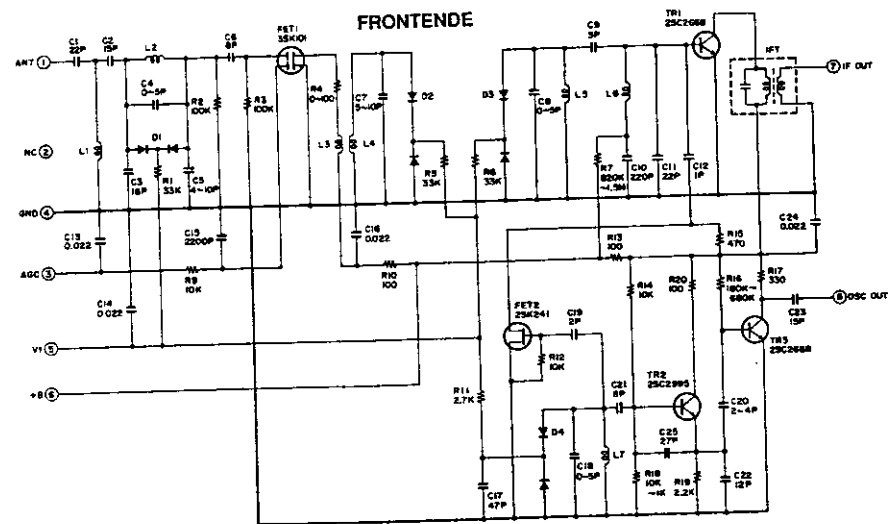 FRONTENDE
C1
22P
C2
15P
L2
C6
8P
FET1
3SK101
C9
5P
TR1
2SC2668
IFT
ANT 1
7 IF OUT
C4
0~5P
R2
100K
R3
100K
R4
0~100
C7
5~10P
D2
D3
C8
0~5P
L5
L6
NC 2
L1
D1
L3
L4
C3
16P
R1
33K
C5
4~10P
R5
33K
R6
33K
R7
820K
~1.5M
C10
220P
C11
22P
C12
1P
GND 4
C13
0.022
C15
2200P
C16
0.022
R13
100
R15
470
C24
0.022
AGC 3
R9
10K
R10
100
R14
10K
R20
100
R16
180K~
680K
R17
330
C14
0.022
FET2
2SK241
C19
2P
8 OSC OUT
C23
15P
VT 5
R12
10K
TR3
2SC2668
+B 6
R11
2.7K
C21
8P
TR2
2SC2995
C20
2~4P
D4
C25
27P
C18
0~5P
L7
C17
47P
R18
10K
R19
2.2K
C22
12P